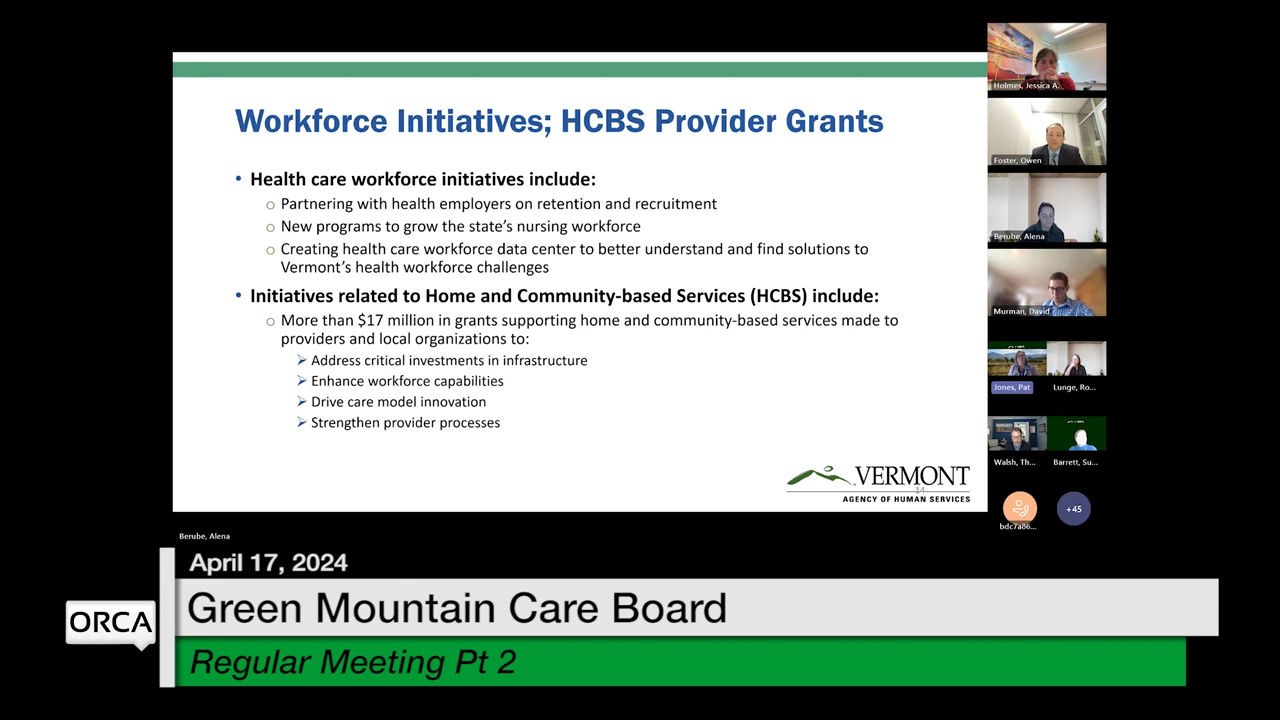 Workforce Initiatives; HCBS Provider Grants
• Health care workforce initiatives include:
o Partnering with health employers on retention and recruitment
o New programs to grow the state's nursing workforce
o Creating health care workforce data center to better understand and find solutions to
Vermont's health workforce challenges
• Initiatives related to Home and Community-based Services (HCBS) include:
o More than $17 million in grants supporting home and community-based services made to
providers and local organizations to:
➢ Address critical investments in infrastructure
➢ Enhance workforce capabilities
➢ Drive care model innovation
➢ Strengthen provider processes
VERMONT
14
AGENCY OF HUMAN SERVICES
Holmes, Jessica A.
Foster, Owen
Berube, Alena
Murman, David
Jones, Pat
Lunge, Ro...
Walsh, Th...
Barrett, Su...
bdc7a86...
+45
Berube, Alena
April 17, 2024
ORCA
Green Mountain Care Board
Regular Meeting Pt 2